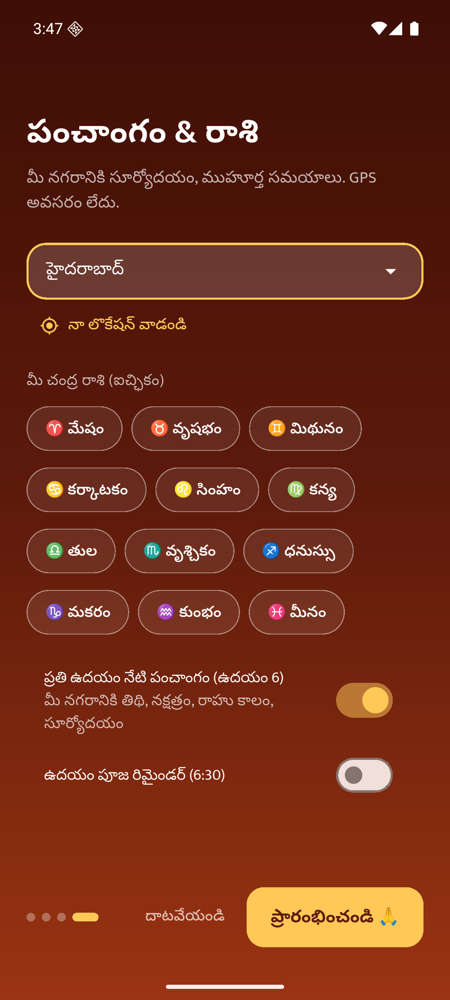 3:47
పంచాంగం & రాశి
మీ నగరానికి సూర్యోదయం, ముహూర్త సమయాలు. GPS
అవసరం లేదు.
హైదరాబాద్
నా లొకేషన్ వాడండి
మీ చంద్ర రాశి (ఐచ్ఛికం)
♈ మేషం ♉ వృషభం ♊ మిథునం
♋ కర్కాటకం ♌ సింహం ♍ కన్య
♎ తుల ♏ వృశ్చికం ♐ ధనుస్సు
♑ మకరం ♒ కుంభం ♓ మీనం
ప్రతి ఉదయం నేటి పంచాంగం (ఉదయం 6)
మీ నగరానికి తిథి, నక్షత్రం, రాహు కాలం,
సూర్యోదయం
ఉదయం పూజ రిమైండర్ (6:30)
దాటవేయండి ప్రారంభించండి 🙏